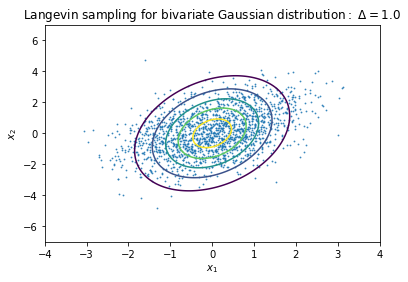 Langevin sampling for bivariate Gaussian distribution : Δ = 1.0
6
4
2
0
−2
−4
−6
x₂
−4 −3 −2 −1 0 1 2 3 4
x₁